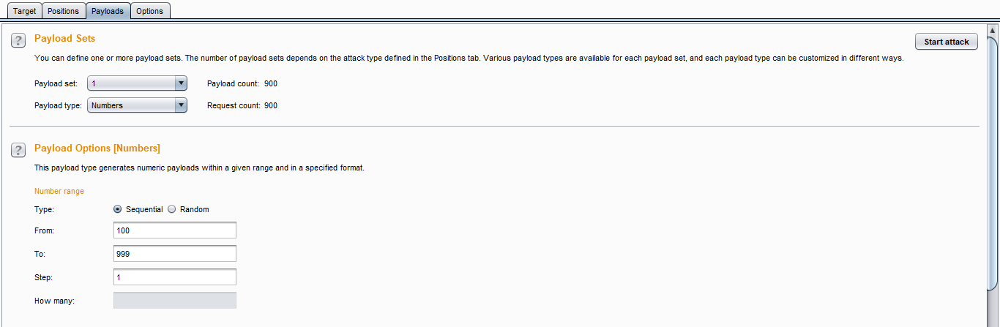 Target Positions Payloads Options
? Payload Sets Start attack
You can define one or more payload sets. The number of payload sets depends on the attack type defined in the Positions tab. Various payload types are available for each payload set, and each payload type can be customized in different ways.
Payload set: 1 Payload count: 900
Payload type: Numbers Request count: 900
? Payload Options [Numbers]
This payload type generates numeric payloads within a given range and in a specified format.
Number range
Type: Sequential Random
From: 100
To: 999
Step: 1
How many: